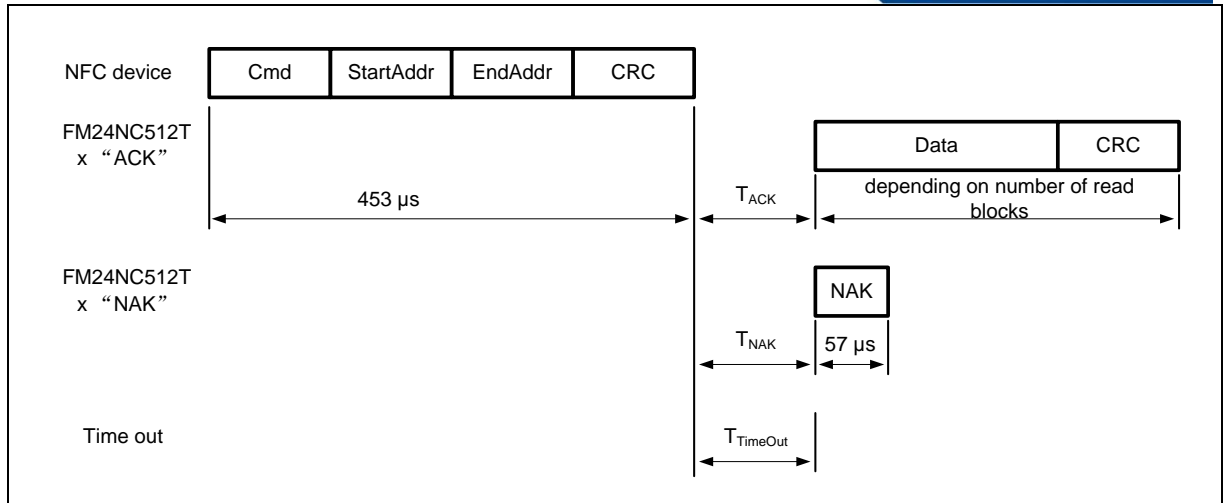 NFC device Cmd StartAddr EndAddr CRC
FM24NC512T
x “ACK”
Data CRC
453 μs
TACK
depending on number of read
blocks
FM24NC512T
x “NAK”
NAK
TNAK
57 μs
Time out
TTimeOut